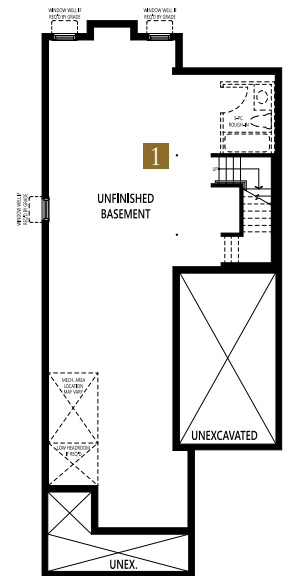 WINDOW WELL IF
REQ'D BY GRADE
WINDOW WELL IF
REQ'D BY GRADE
3-PC.
ROUGH-IN
1
UP
WINDOW WELL IF
REQ'D BY GRADE
UNFINISHED
BASEMENT
MECH. AREA
LOCATION
MAY VARY
UNEXCAVATED
LOW HEADROOM
IF REQ'D
UNEX.